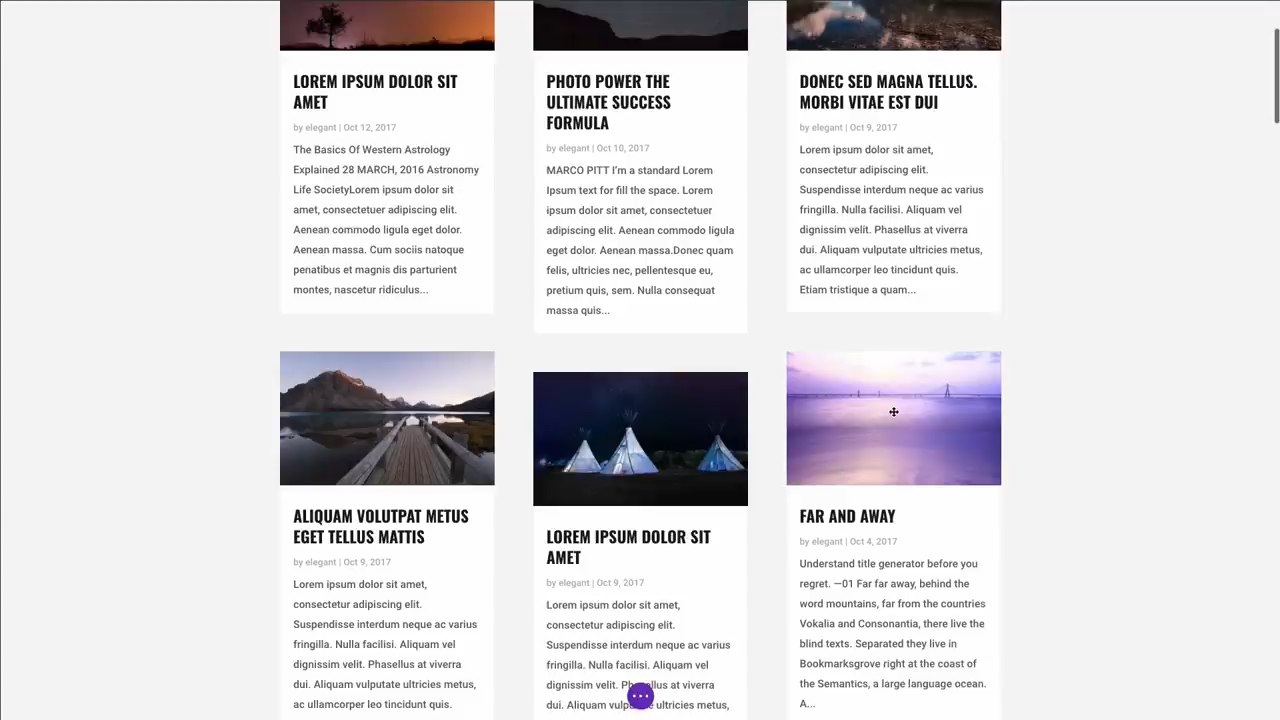 LOREM IPSUM DOLOR SIT
AMET
by elegant | Oct 12, 2017
The Basics Of Western Astrology
Explained 28 MARCH, 2016 Astronomy
Life SocietyLorem ipsum dolor sit
amet, consectetuer adipiscing elit.
Aenean commodo ligula eget dolor.
Aenean massa. Cum sociis natoque
penatibus et magnis dis parturient
montes, nascetur ridiculus...
PHOTO POWER THE
ULTIMATE SUCCESS
FORMULA
by elegant | Oct 10, 2017
MARCO PITT I'm a standard Lorem
Ipsum text for fill the space. Lorem
ipsum dolor sit amet, consectetuer
adipiscing elit. Aenean commodo ligula
eget dolor. Aenean massa.Donec quam
felis, ultricies nec, pellentesque eu,
pretium quis, sem. Nulla consequat
massa quis...
DONEC SED MAGNA TELLUS.
MORBI VITAE EST DUI
by elegant | Oct 9, 2017
Lorem ipsum dolor sit amet,
consectetur adipiscing elit.
Suspendisse interdum neque ac varius
fringilla. Nulla facilisi. Aliquam vel
dignissim velit. Phasellus at viverra
dui. Aliquam vulputate ultricies metus,
ac ullamcorper leo tincidunt quis.
Etiam tristique a quam...
ALIQUAM VOLUTPAT METUS
EGET TELLUS MATTIS
by elegant | Oct 9, 2017
Lorem ipsum dolor sit amet,
consectetur adipiscing elit.
Suspendisse interdum neque ac varius
fringilla. Nulla facilisi. Aliquam vel
dignissim velit. Phasellus at viverra
dui. Aliquam vulputate ultricies metus,
ac ullamcorper leo tincidunt quis.
LOREM IPSUM DOLOR SIT
AMET
by elegant | Oct 9, 2017
Lorem ipsum dolor sit amet,
consectetur adipiscing elit.
Suspendisse interdum neque ac varius
fringilla. Nulla facilisi. Aliquam vel
dignissim velit. at viverra
dui. Aliquam ultricies metus,
FAR AND AWAY
by elegant | Oct 4, 2017
Understand title generator before you
regret. —01 Far far away, behind the
word mountains, far from the countries
Vokalia and Consonantia, there live the
blind texts. Separated they live in
Bookmarksgrove right at the coast of
the Semantics, a large language ocean.
A...